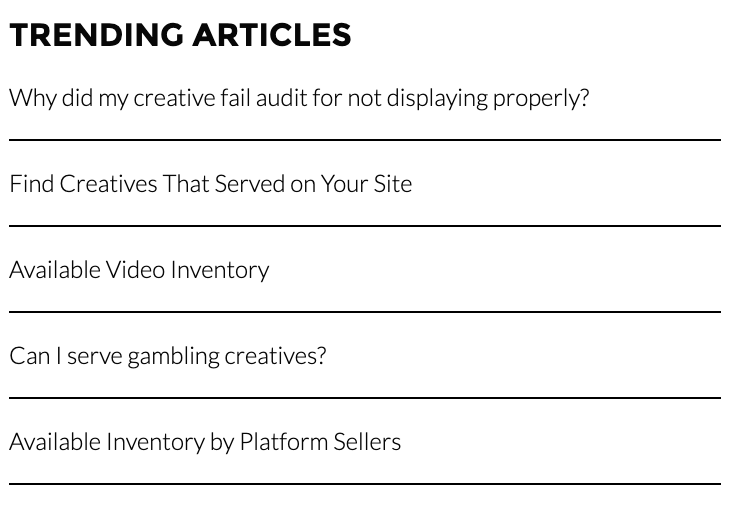 TRENDING ARTICLES
Why did my creative fail audit for not displaying properly?
Find Creatives That Served on Your Site
Available Video Inventory
Can I serve gambling creatives?
Available Inventory by Platform Sellers